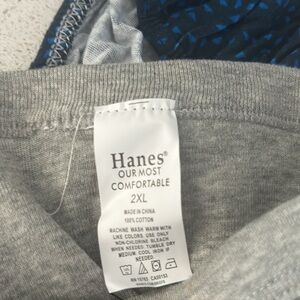 Hanes®
OUR MOST
COMFORTABLE
2XL
MADE IN CHINA
100% COTTON
MACHINE WASH WARM WITH
LIKE COLORS. USE ONLY
NON-CHLORINE BLEACH
WHEN NEEDED. TUMBLE DRY
MEDIUM. COOL IRON IF
NEEDED.